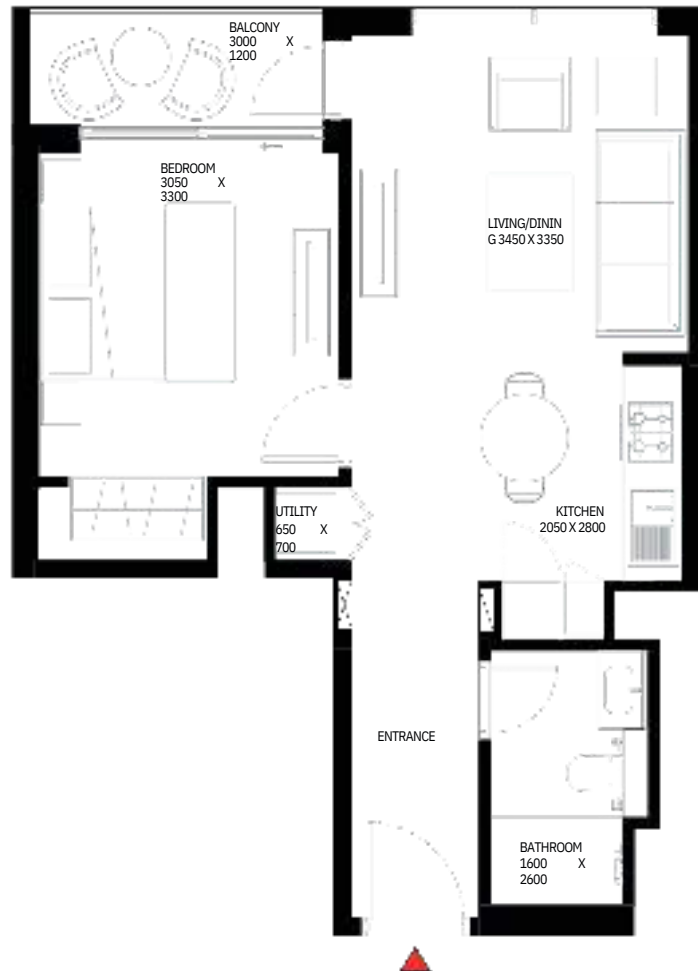 BALCONY
3000 X
1200
BEDROOM
3050 X
3300
LIVING/DININ
G 3450 X 3350
UTILITY
650 X
700
KITCHEN
2050 X 2800
ENTRANCE
BATHROOM
1600 X
2600